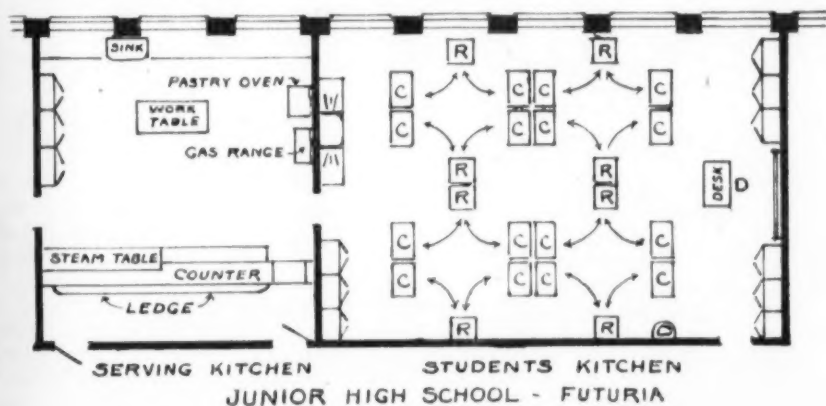 SINK
R R
PASTRY OVEN
C C C C
WORK
TABLE
C C C C
GAS RANGE
R R
R R
DESK D
C C C C
STEAM TABLE
COUNTER
C C C C
LEDGE
R R D
SERVING KITCHEN STUDENTS KITCHEN
JUNIOR HIGH SCHOOL - FUTURIA